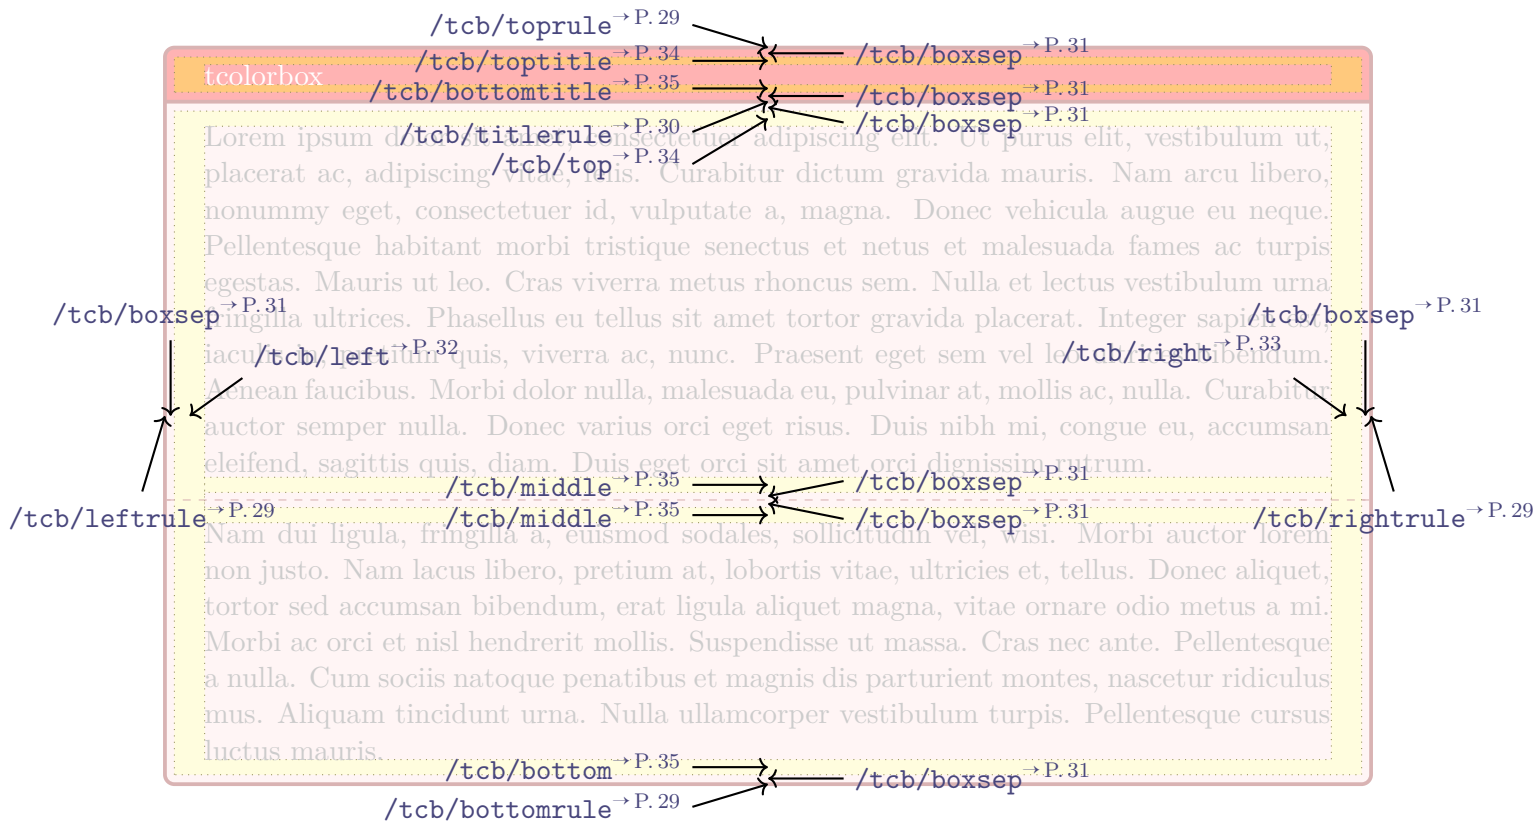 /tcb/toprule→P. 29
/tcb/toptitle→P. 34
/tcb/boxsep→P. 31
tcolorbox
/tcb/bottomtitle→P. 35
/tcb/boxsep→P. 31
/tcb/titlerule→P. 30
/tcb/boxsep→P. 31
/tcb/top→P. 34
Lorem ipsum dolor sit amet, consectetuer adipiscing elit. Ut purus elit, vestibulum ut,
placerat ac, adipiscing vitae, felis. Curabitur dictum gravida mauris. Nam arcu libero,
nonummy eget, consectetuer id, vulputate a, magna. Donec vehicula augue eu neque.
Pellentesque habitant morbi tristique senectus et netus et malesuada fames ac turpis
egestas. Mauris ut leo. Cras viverra metus rhoncus sem. Nulla et lectus vestibulum urna
fringilla ultrices. Phasellus eu tellus sit amet tortor gravida placerat. Integer sapien
/tcb/boxsep→P. 31
/tcb/boxsep→P. 31
quis, viverra ac, nunc. Praesent eget sem vel leo bibendum.
/tcb/left→P. 32
/tcb/right→P. 33
Aenean faucibus. Morbi dolor nulla, malesuada eu, pulvinar at, mollis ac, nulla. Curabitur
auctor semper nulla. Donec varius orci eget risus. Duis nibh mi, congue eu, accumsan
eleifend, sagittis quis, diam. Duis eget orci sit amet orci dignissim rutrum.
/tcb/middle→P. 35
/tcb/boxsep→P. 31
/tcb/leftrule→P. 29
/tcb/middle→P. 35
/tcb/boxsep→P. 31
/tcb/rightrule→P. 29
Nam dui ligula, fringilla a, euismod sodales, sollicitudin vel, wisi. Morbi auctor lorem
non justo. Nam lacus libero, pretium at, lobortis vitae, ultricies et, tellus. Donec aliquet,
tortor sed accumsan bibendum, erat ligula aliquet magna, vitae ornare odio metus a mi.
Morbi ac orci et nisl hendrerit mollis. Suspendisse ut massa. Cras nec ante. Pellentesque
a nulla. Cum sociis natoque penatibus et magnis dis parturient montes, nascetur ridiculus
mus. Aliquam tincidunt urna. Nulla ullamcorper vestibulum turpis. Pellentesque cursus
luctus mauris.
/tcb/bottom→P. 35
/tcb/boxsep→P. 31
/tcb/bottomrule→P. 29